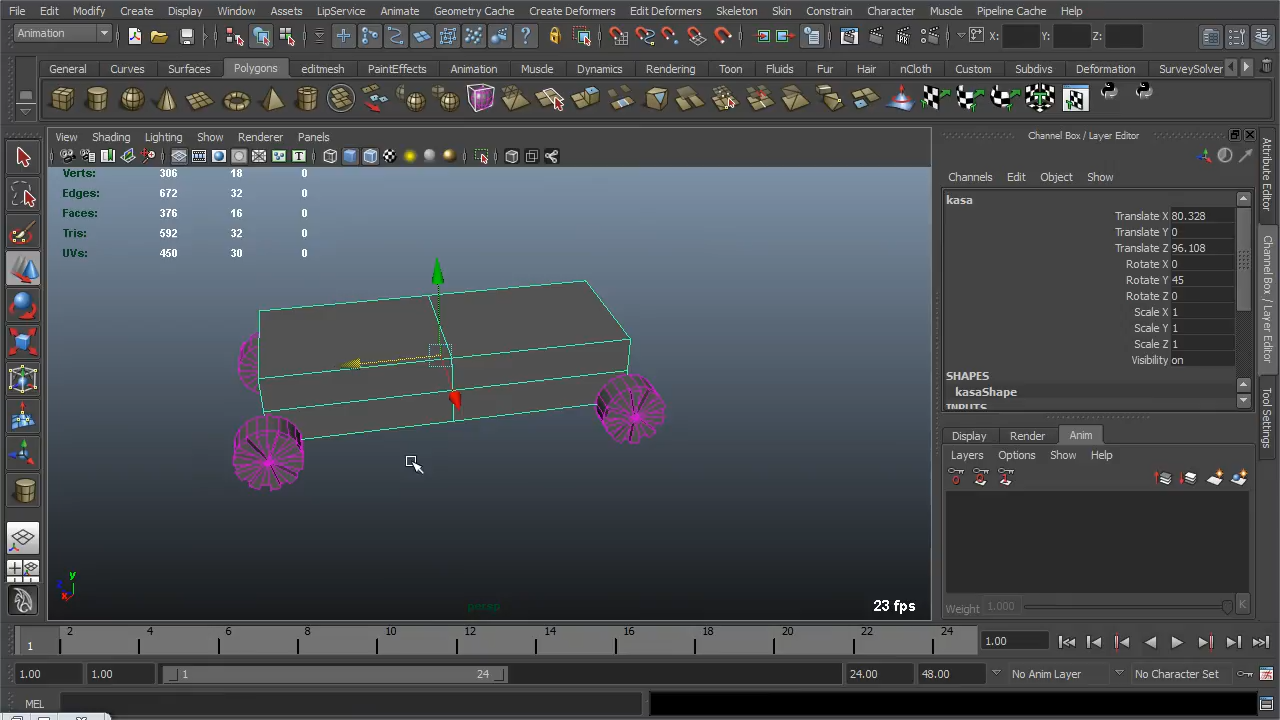 File Edit Modify Create Display Window Assets LipService Animate Geometry Cache Create Deformers Edit Deformers Skeleton Skin Constrain Character Muscle Pipeline Cache Help
Animation X: Y: Z:
General Curves Surfaces Polygons editmesh PaintEffects Animation Muscle Dynamics Rendering Toon Fluids Fur Hair nCloth Custom Subdivs Deformation SurveySolver
View Shading Lighting Show Renderer Panels
Channel Box / Layer Editor
Channels Edit Object Show
Verts: 306 18 0
Edges: 672 32 0
Faces: 376 16 0
Tris: 592 32 0
UVs: 450 30 0
kasa
Translate X 80.328
Translate Y 0
Translate Z 96.108
Rotate X 0
Rotate Y 45
Rotate Z 0
Scale X 1
Scale Y 1
Scale Z 1
Visibility on
SHAPES
kasaShape
INPUTS
Display Render Anim
Layers Options Show Help
Weight 1.000 K
Attribute Editor
Channel Box / Layer Editor
Tool Settings
y
z
x
persp
23 fps
1 2 4 6 8 10 12 14 16 18 20 22 24 1.00
1.00 1.00 1 24 24.00 48.00 No Anim Layer No Character Set
MEL